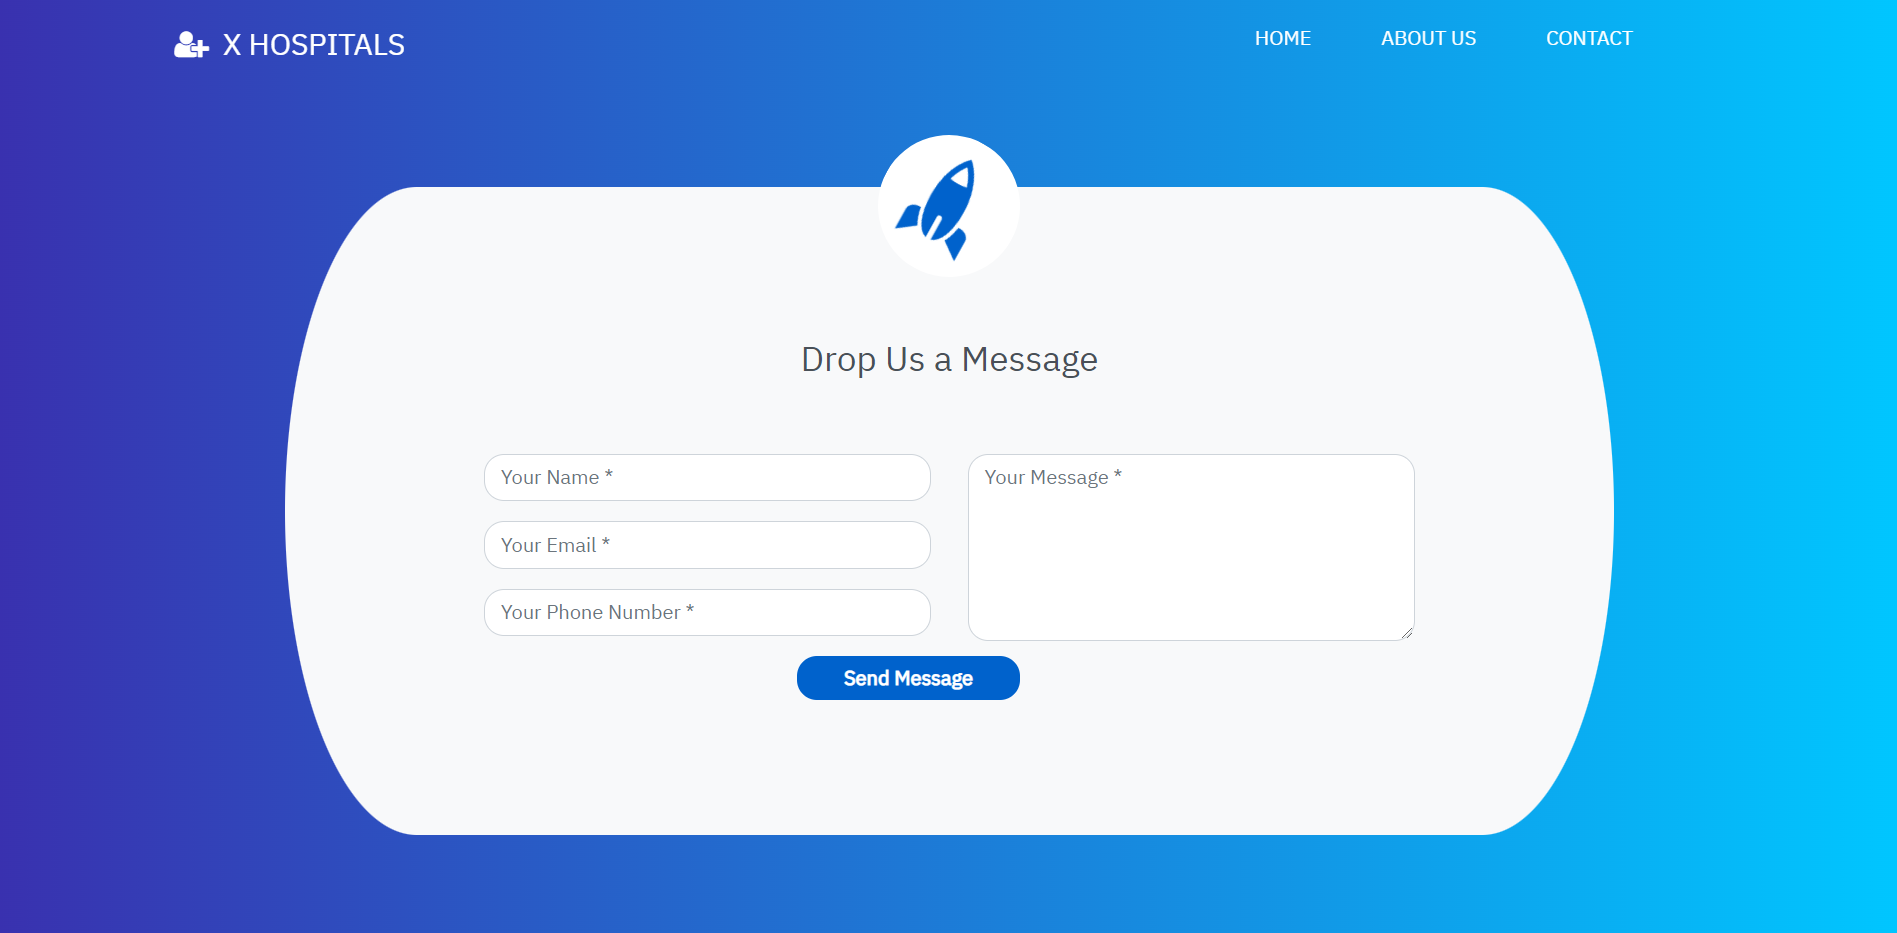 X HOSPITALS
HOME
ABOUT US
CONTACT
Drop Us a Message
Your Name *
Your Email *
Your Phone Number *
Your Message *
Send Message